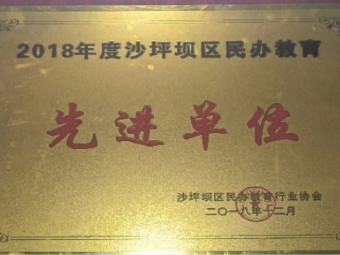 2018年度沙坪坝区民办教育
先进单位
沙坪坝区民办教育行业协会
二〇一八年十二月